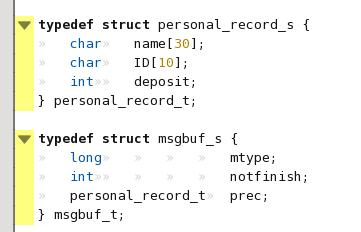 typedef struct personal_record_s {
char name[30];
char ID[10];
int deposit;
} personal_record_t;
typedef struct msgbuf_s {
long mtype;
int notfinish;
personal_record_t prec;
} msgbuf_t;